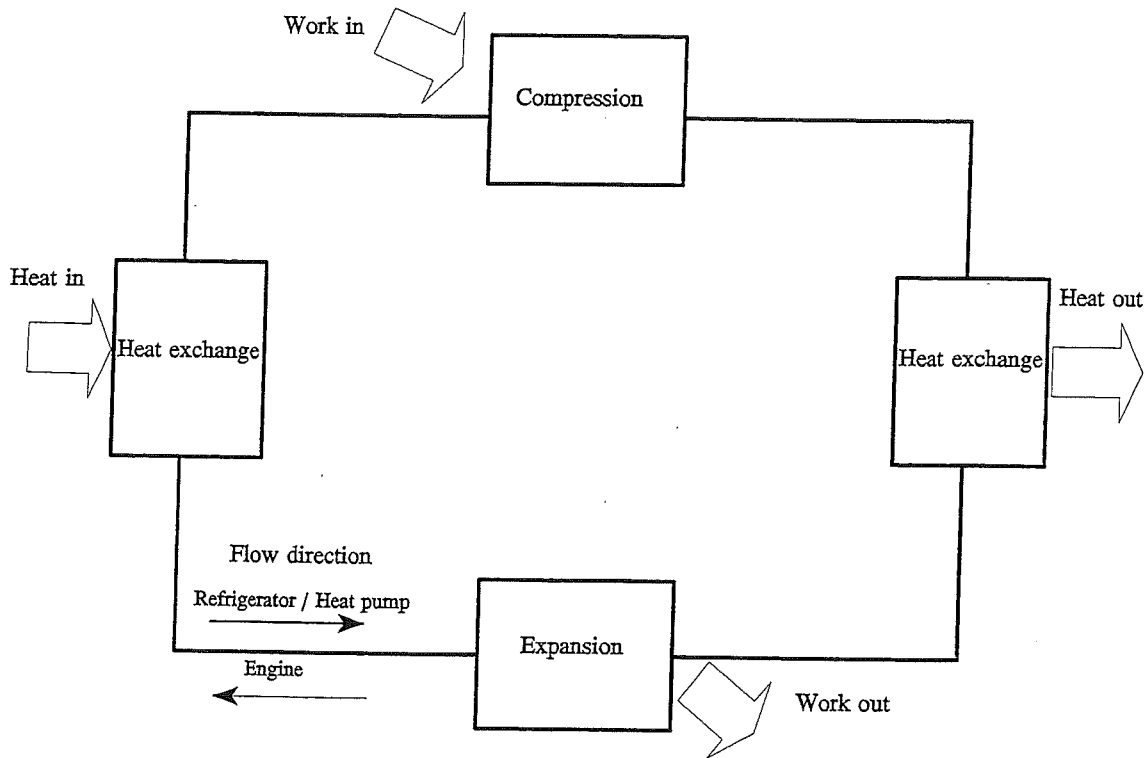 Work in
Compression
Heat in
Heat exchange
Heat out
Heat exchange
Flow direction
Refrigerator / Heat pump
Engine
Expansion
Work out